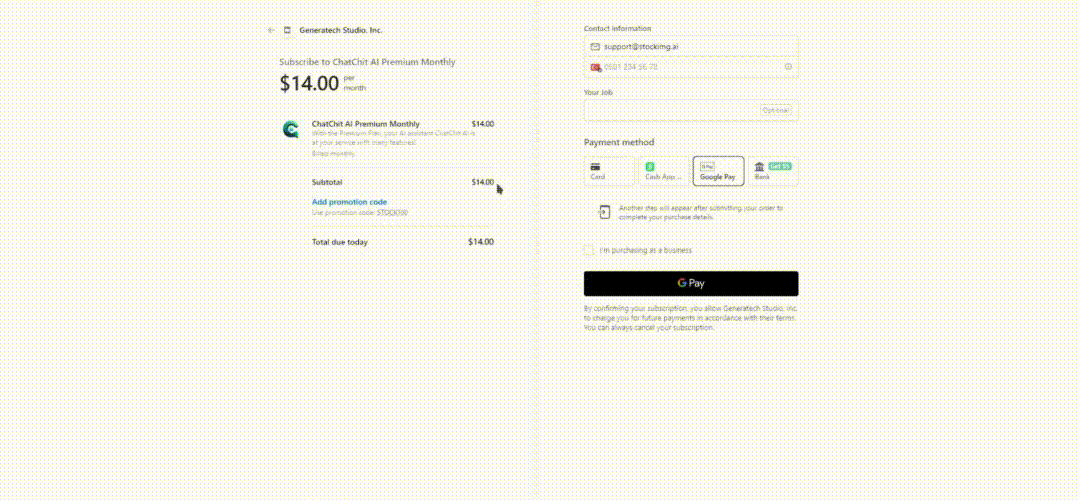 Generatech Studio, Inc.
Subscribe to ChatChit AI Premium Monthly
$14.00 per month
ChatChit AI Premium Monthly $14.00
With the Premium Plan, your AI assistant ChatChit AI is
at your service with many features!
Billed monthly
Subtotal $14.00
Add promotion code
Use promotion code:
Total due today $14.00
Contact information
support@stockimg.ai
234 56 78
Your Job
Optional
Payment method
Card
Cash App ...
G Pay
Google Pay
Get $5
Bank
Another step will appear after submitting your order to
complete your purchase details.
I'm purchasing as a business
G Pay
By confirming your subscription, you allow Generatech Studio, Inc.
to charge you for future payments in accordance with their terms.
You can always cancel your subscription.